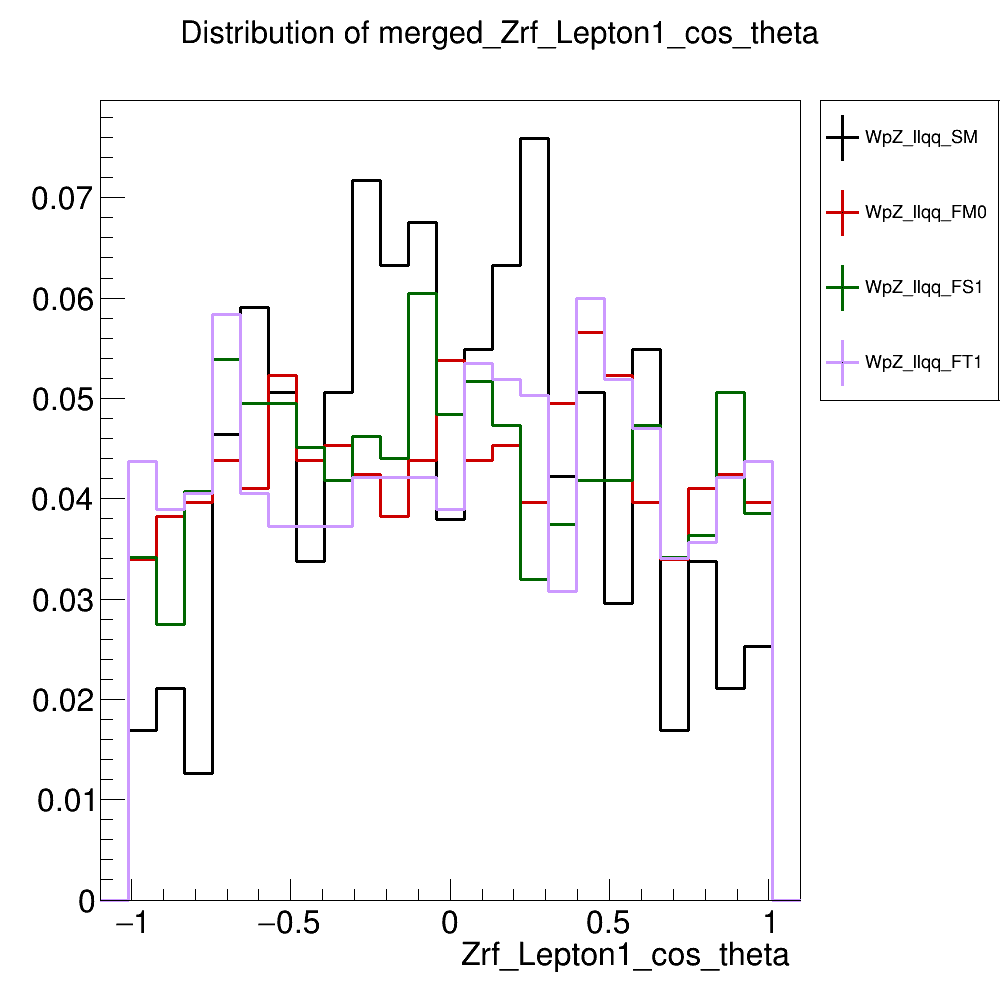 Distribution of merged_Zrf_Lepton1_cos_theta
WpZ_llqq_SM
WpZ_llqq_FM0
WpZ_llqq_FS1
WpZ_llqq_FT1
0.07
0.06
0.05
0.04
0.03
0.02
0.01
0
−1 −0.5 0 0.5 1
Zrf_Lepton1_cos_theta